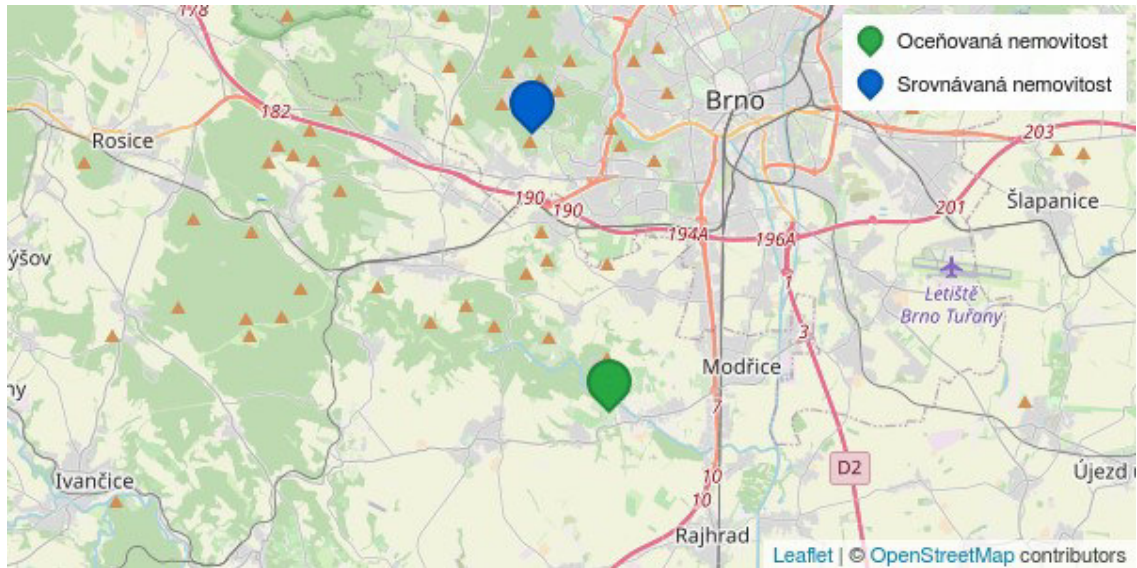 178
Oceňovaná nemovitost
Srovnávaná nemovitost
Brno
182
203
Rosice
190
190
201
Šlapanice
194A
196A
ýšov
1
Letiště
Brno Tuřany
3
Modřice
ny
7
D2
10
10
Ivančice
Újezd u
Rajhrad
Leaflet | © OpenStreetMap contributors